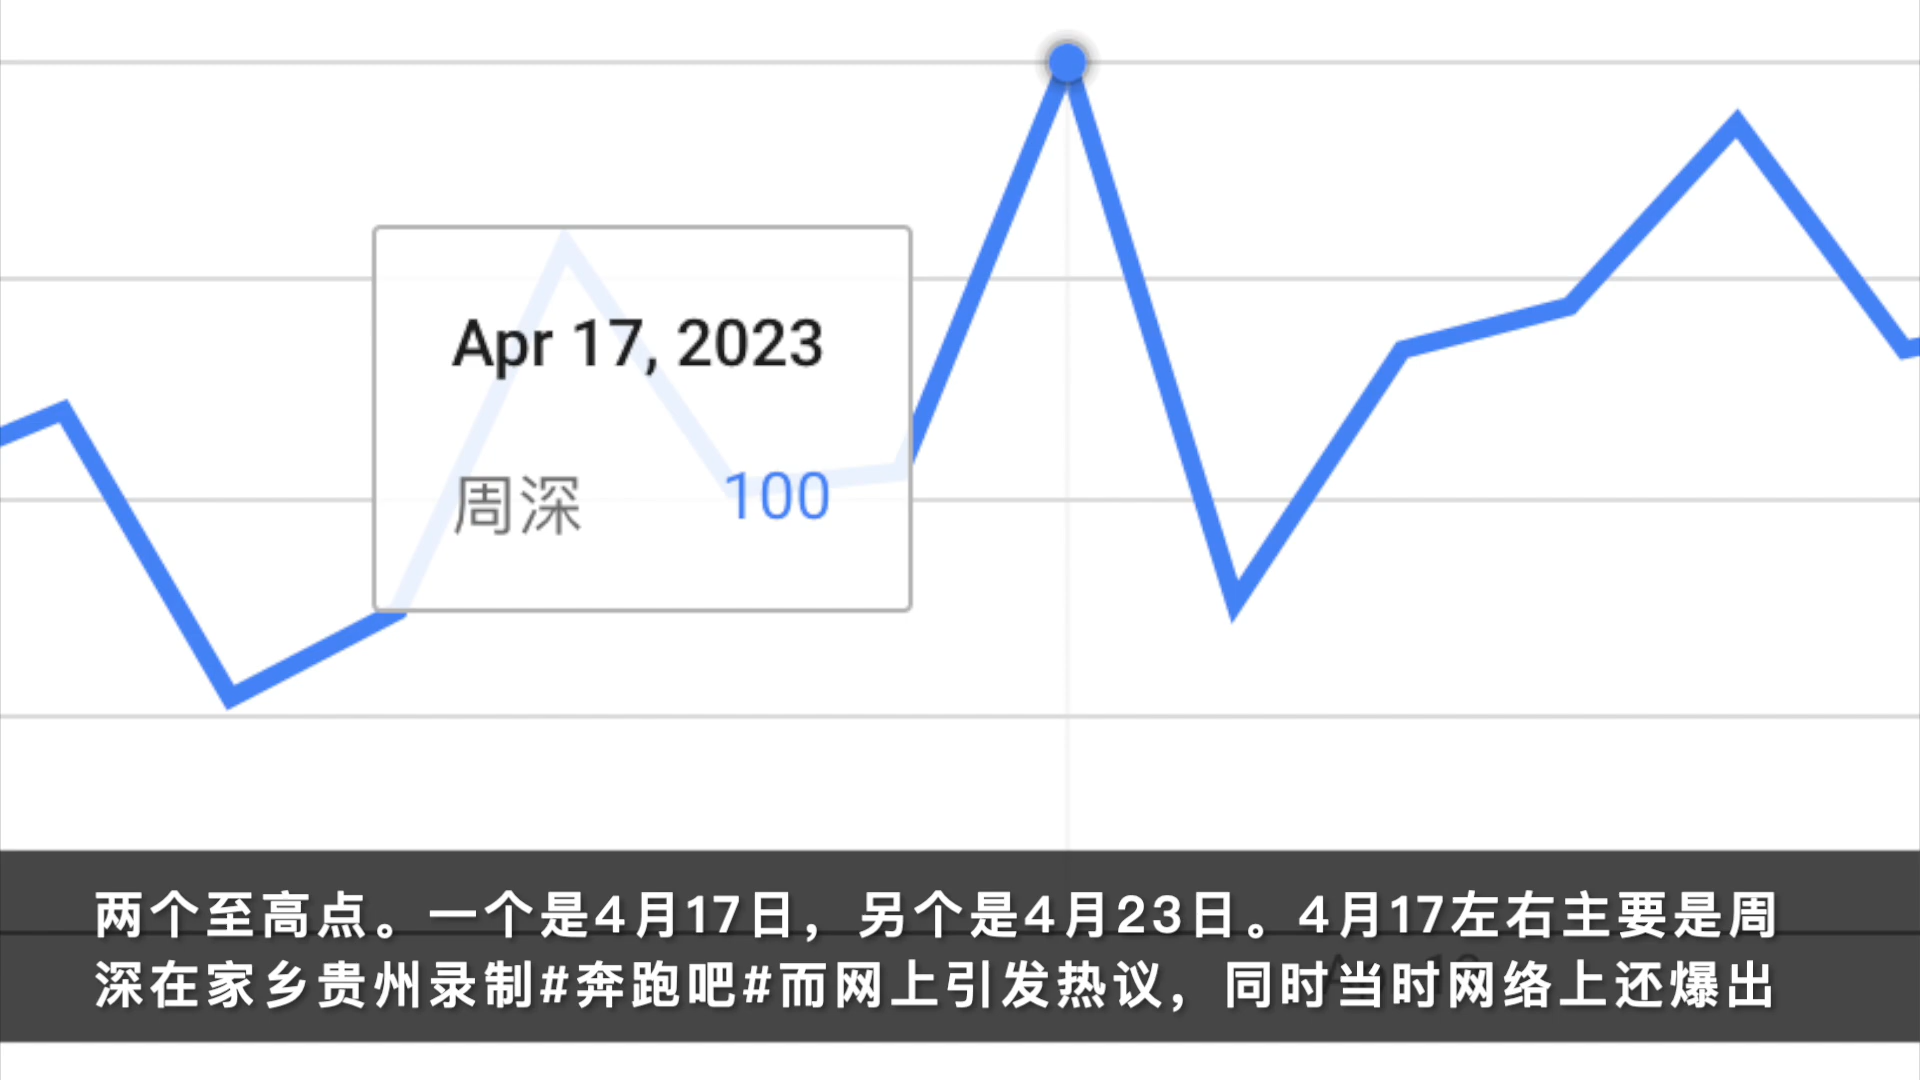 Apr 17, 2023
周深 100
两个至高点。一个是4月17日，另个是4月23日。4月17左右主要是周
深在家乡贵州录制#奔跑吧#而网上引发热议，同时当时网络上还爆出